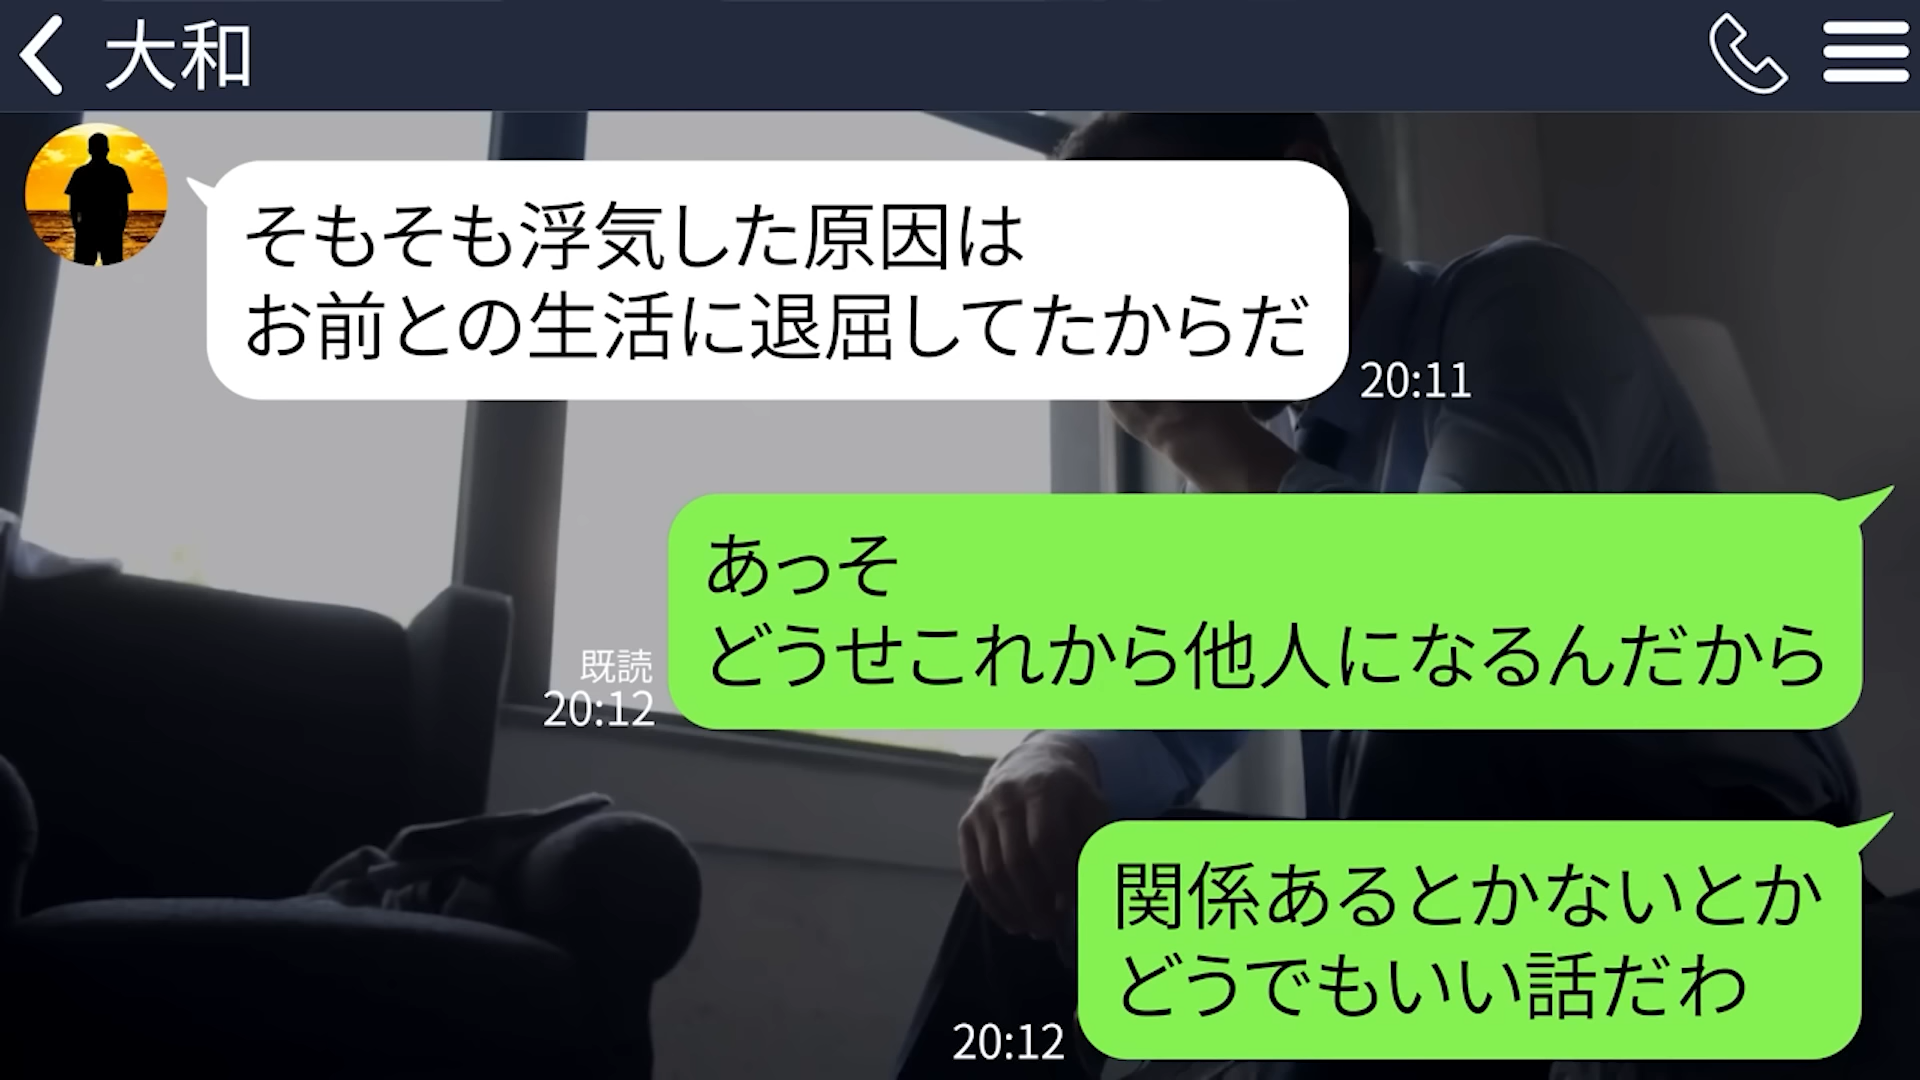 大和
そもそも浮気した原因は
お前との生活に退屈してたからだ
20:11
あっそ
どうせこれから他人になるんだから
既読
20:12
関係あるとかないとか
どうでもいい話だわ
20:12